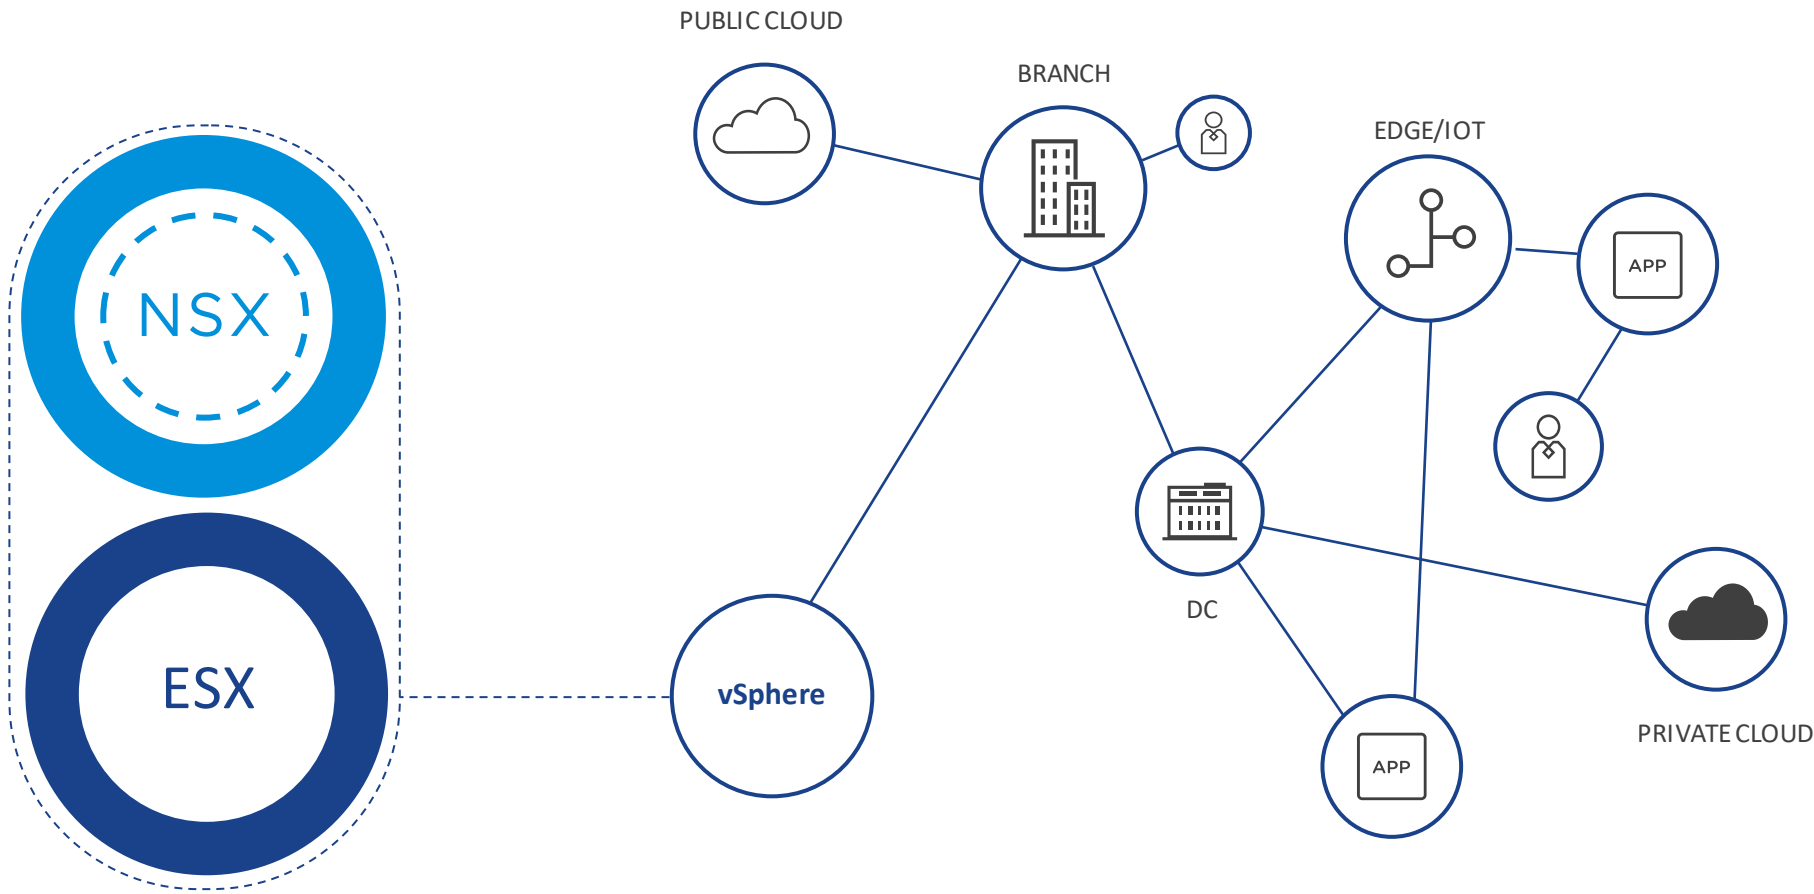 PUBLIC CLOUD
BRANCH
EDGE/IOT
APP
NSX
DC
ESX
vSphere
PRIVATE CLOUD
APP